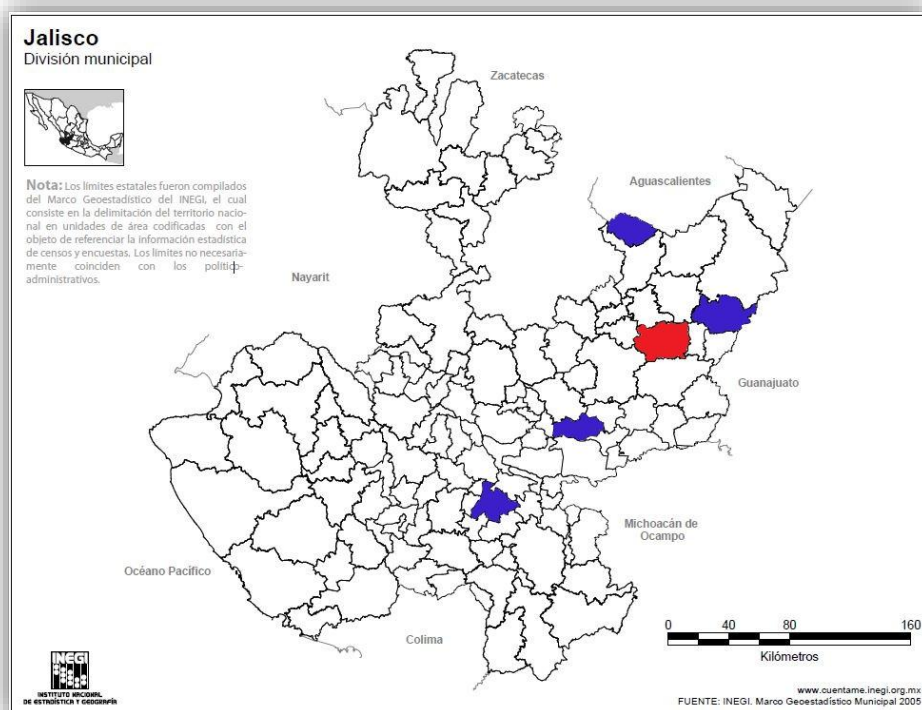 Jalisco
División municipal
Zacatecas
Aguascalientes
Nota: Los límites estatales fueron compilados
del Marco Geoestadístico del INEGI, el cual
consiste en la delimitación del territorio nacio-
nal en unidades de área codificadas con el
objeto de referenciar la información estadística
de censos y encuestas. Los límites no necesaria-
mente coinciden con los político-
administrativos.
Nayarit
Guanajuato
Michoacán de
Ocampo
Océano Pacífico
Colima
0 40 80 160
Kilómetros
INEGI
INSTITUTO NACIONAL
DE ESTADÍSTICA Y GEOGRAFÍA
www.cuentame.inegi.org.mx
FUENTE: INEGI. Marco Geoestadístico Municipal 2005